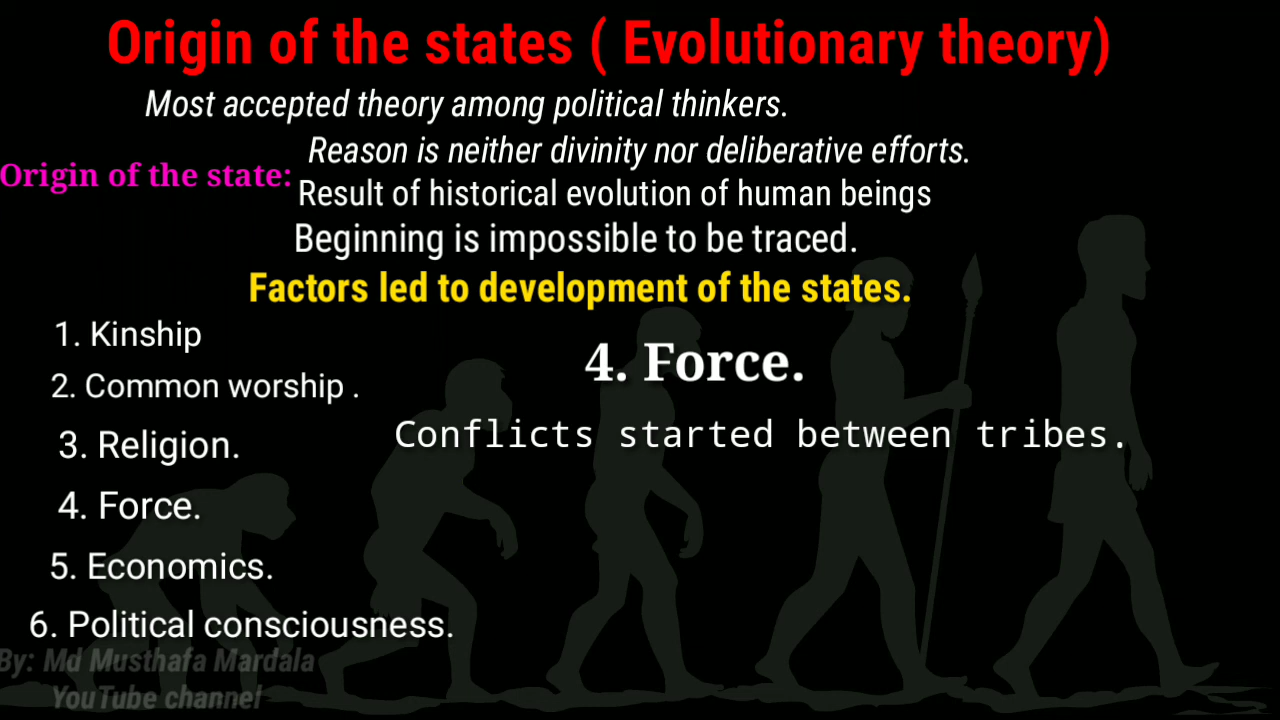 Origin of the states ( Evolutionary theory)
Most accepted theory among political thinkers.
Reason is neither divinity nor deliberative efforts.
Origin of the state:
Result of historical evolution of human beings
Beginning is impossible to be traced.
Factors led to development of the states.
1. Kinship
2. Common worship .
3. Religion.
4. Force.
5. Economics.
6. Political consciousness.
4. Force.
Conflicts started between tribes.
By: Md Musthafa Mardala
YouTube channel